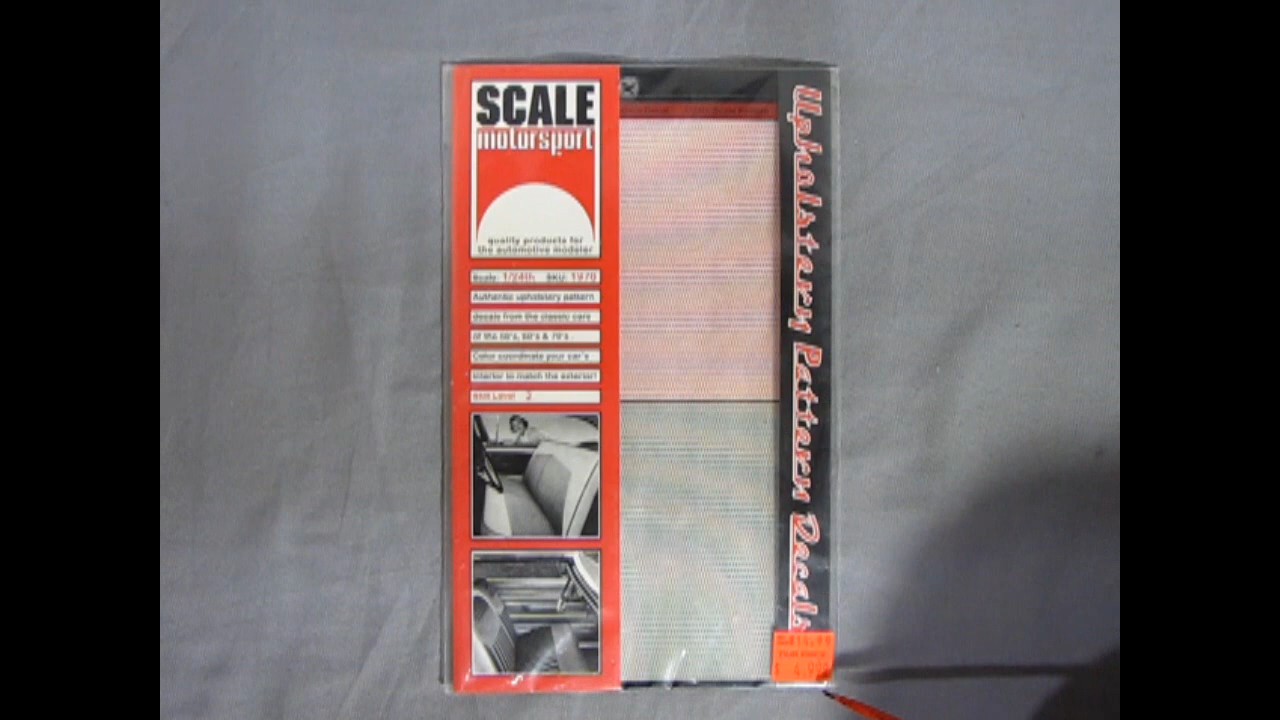 SCALE
motorsport
quality products for
the automotive modeler
Scale: 1/24th SKU: 1970
Authentic upholstery pattern
decals from the classic cars
of the 50's, 60's & 70's
Color coordinate your car's
interior to match the exterior!
Skill Level 3
Upholstery Pattern Decals